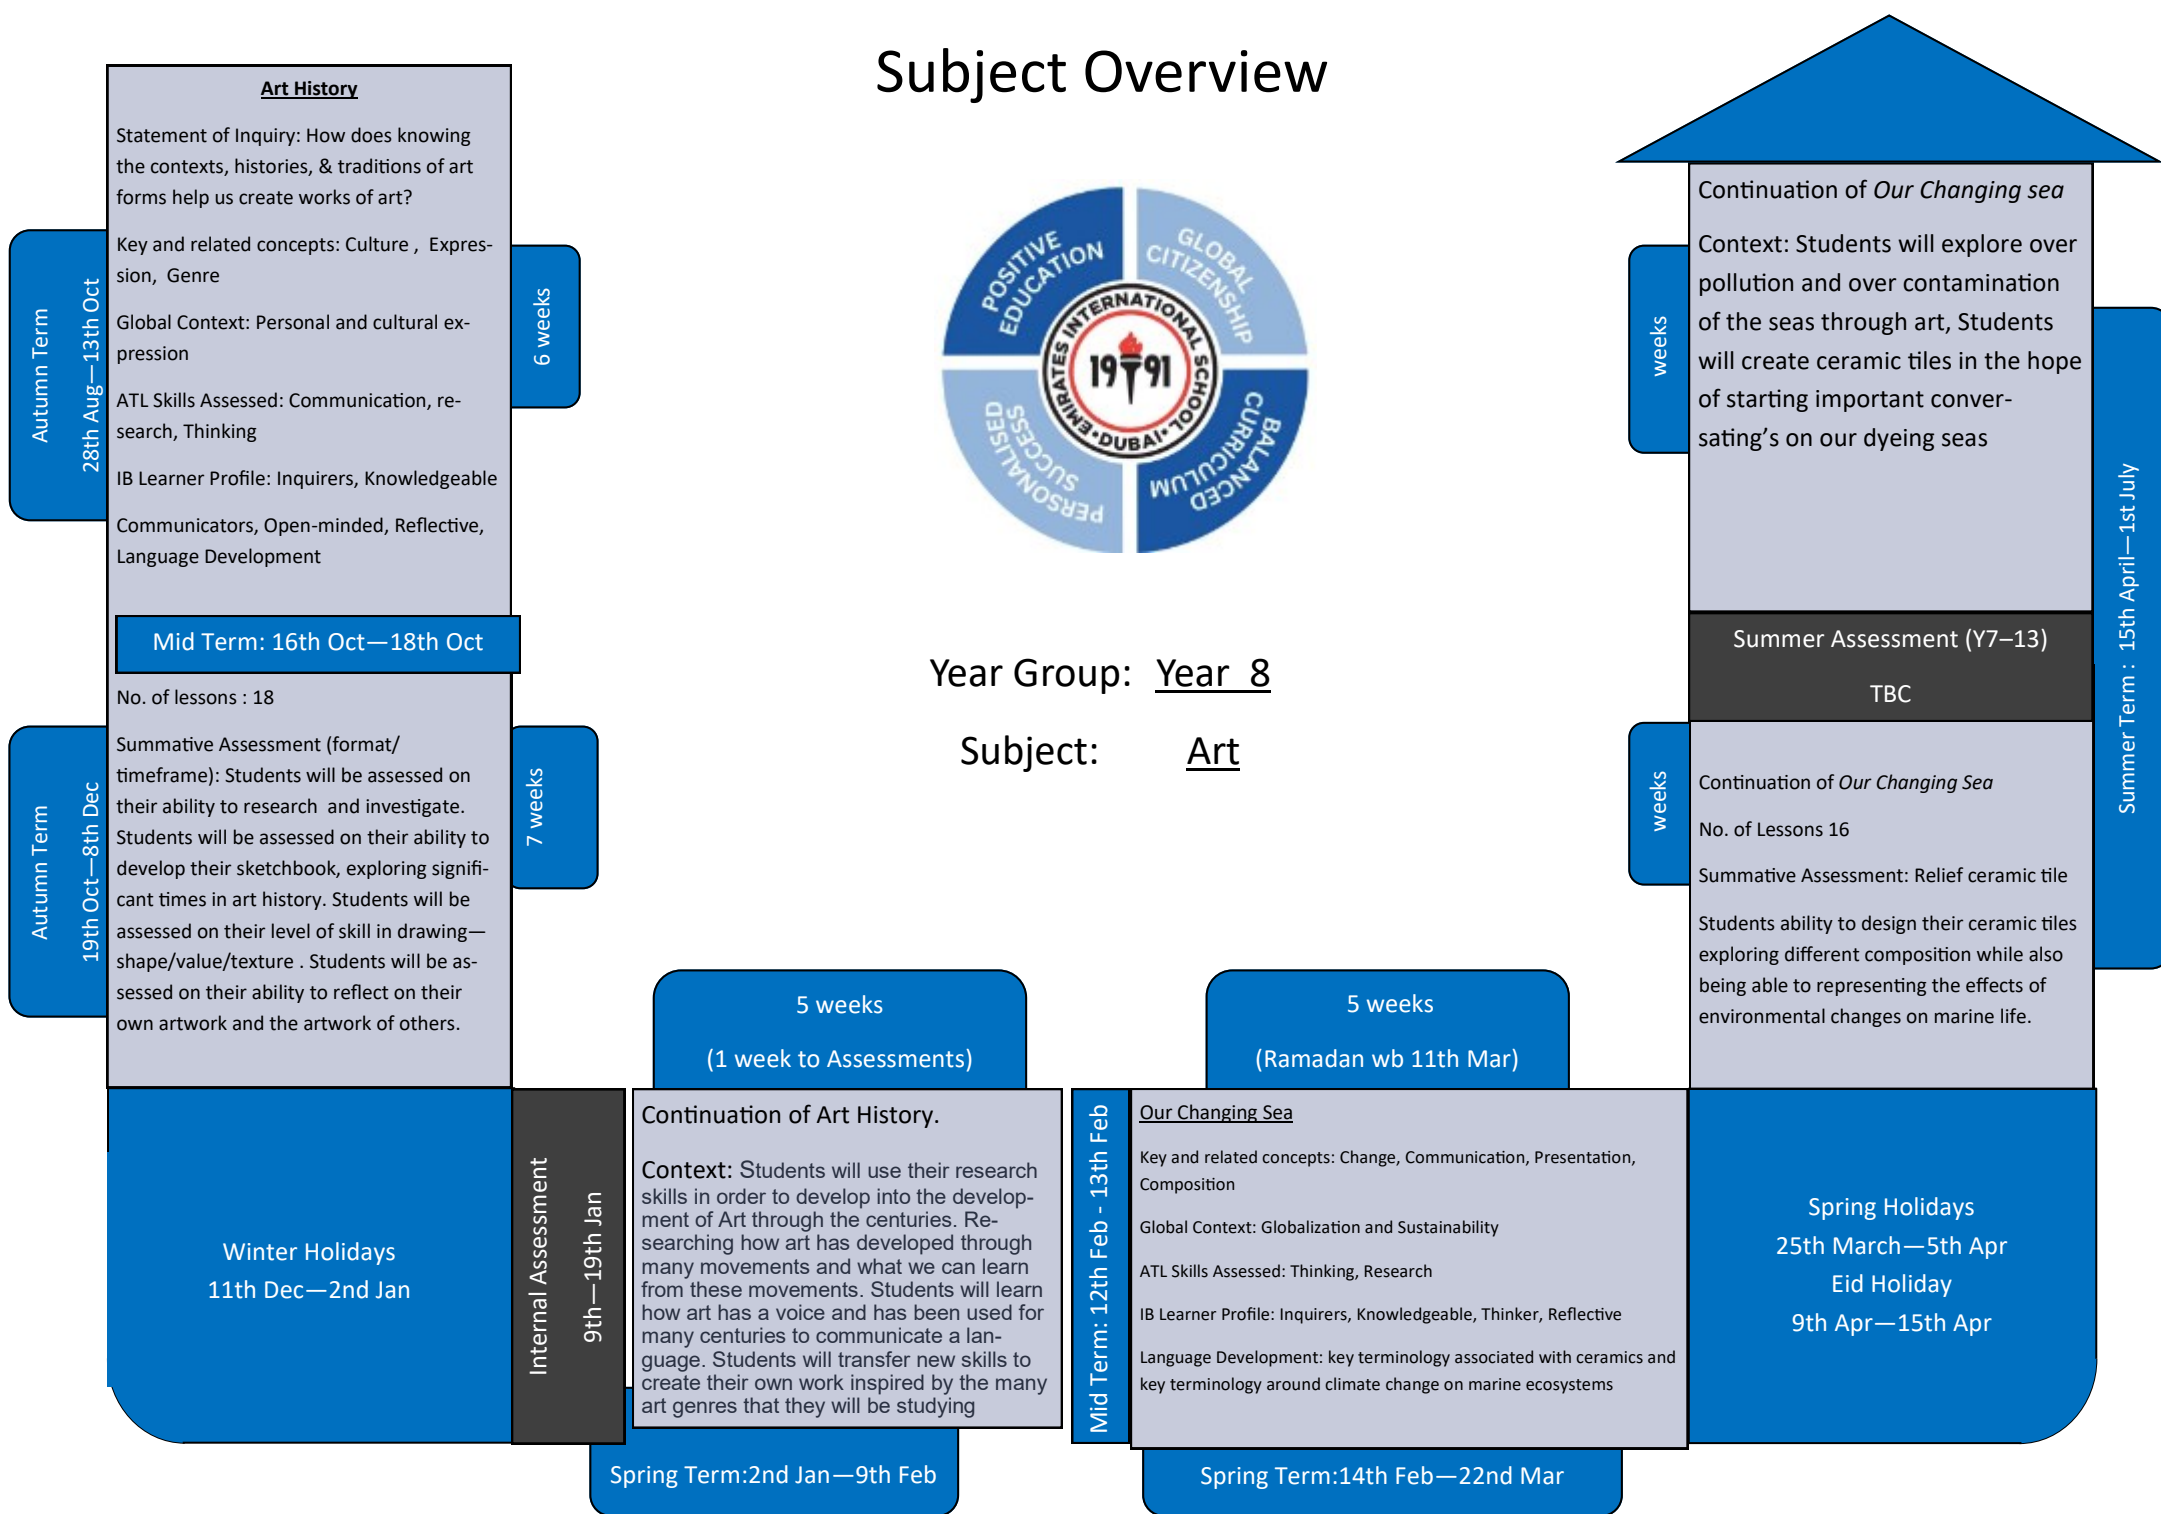 Subject Overview
Art History
Statement of Inquiry: How does knowing
the contexts, histories, & traditions of art
forms help us create works of art?
Key and related concepts: Culture , Expres-
sion, Genre
Global Context: Personal and cultural ex-
pression
ATL Skills Assessed: Communication, re-
search, Thinking
IB Learner Profile: Inquirers, Knowledgeable
Communicators, Open-minded, Reflective,
Language Development
Autumn Term
28th Aug—13th Oct
6 weeks
Mid Term: 16th Oct—18th Oct
No. of lessons : 18
Summative Assessment (format/
timeframe): Students will be assessed on
their ability to research and investigate.
Students will be assessed on their ability to
develop their sketchbook, exploring signifi-
cant times in art history. Students will be
assessed on their level of skill in drawing—
shape/value/texture . Students will be as-
sessed on their ability to reflect on their
own artwork and the artwork of others.
Autumn Term
19th Oct—8th Dec
7 weeks
Winter Holidays
11th Dec—2nd Jan
Internal Assessment
9th—19th Jan
5 weeks
(1 week to Assessments)
Continuation of Art History.
Context: Students will use their research
skills in order to develop into the develop-
ment of Art through the centuries. Re-
searching how art has developed through
many movements and what we can learn
from these movements. Students will learn
how art has a voice and has been used for
many centuries to communicate a lan-
guage. Students will transfer new skills to
create their own work inspired by the many
art genres that they will be studying
Spring Term:2nd Jan—9th Feb
Mid Term: 12th Feb - 13th Feb
5 weeks
(Ramadan wb 11th Mar)
Our Changing Sea
Key and related concepts: Change, Communication, Presentation,
Composition
Global Context: Globalization and Sustainability
ATL Skills Assessed: Thinking, Research
IB Learner Profile: Inquirers, Knowledgeable, Thinker, Reflective
Language Development: key terminology associated with ceramics and
key terminology around climate change on marine ecosystems
Spring Term:14th Feb—22nd Mar
Spring Holidays
25th March—5th Apr
Eid Holiday
9th Apr—15th Apr
Continuation of Our Changing Sea
No. of Lessons 16
Summative Assessment: Relief ceramic tile
Students ability to design their ceramic tiles
exploring different composition while also
being able to representing the effects of
environmental changes on marine life.
weeks
Summer Assessment (Y7–13)
TBC
Continuation of Our Changing sea
Context: Students will explore over
pollution and over contamination
of the seas through art, Students
will create ceramic tiles in the hope
of starting important conver-
sating’s on our dyeing seas
weeks
Summer Term : 15th April—1st July
POSITIVE
EDUCATION
GLOBAL
CITIZENSHIP
BALANCED
CURRICULUM
PERSONALISED
SUCCESS
EMIRATES INTERNATIONAL SCHOOL
•DUBAI•
1991
Year Group: Year 8
Subject: Art